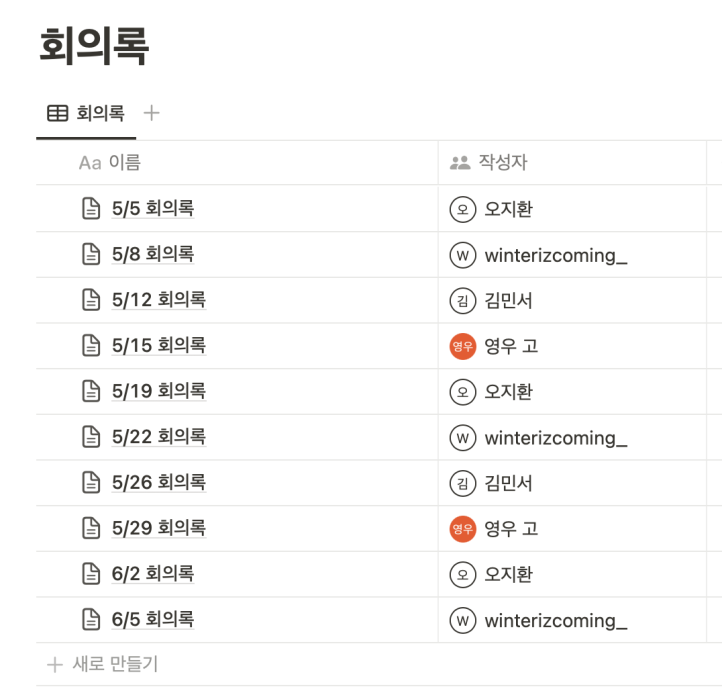 회의록
회의록
Aa 이름 작성자
5/5 회의록 오 오지환
5/8 회의록 W winterizcoming_
5/12 회의록 김 김민서
5/15 회의록 영우 영우 고
5/19 회의록 오 오지환
5/22 회의록 W winterizcoming_
5/26 회의록 김 김민서
5/29 회의록 영우 영우 고
6/2 회의록 오 오지환
6/5 회의록 W winterizcoming_
+ 새로 만들기